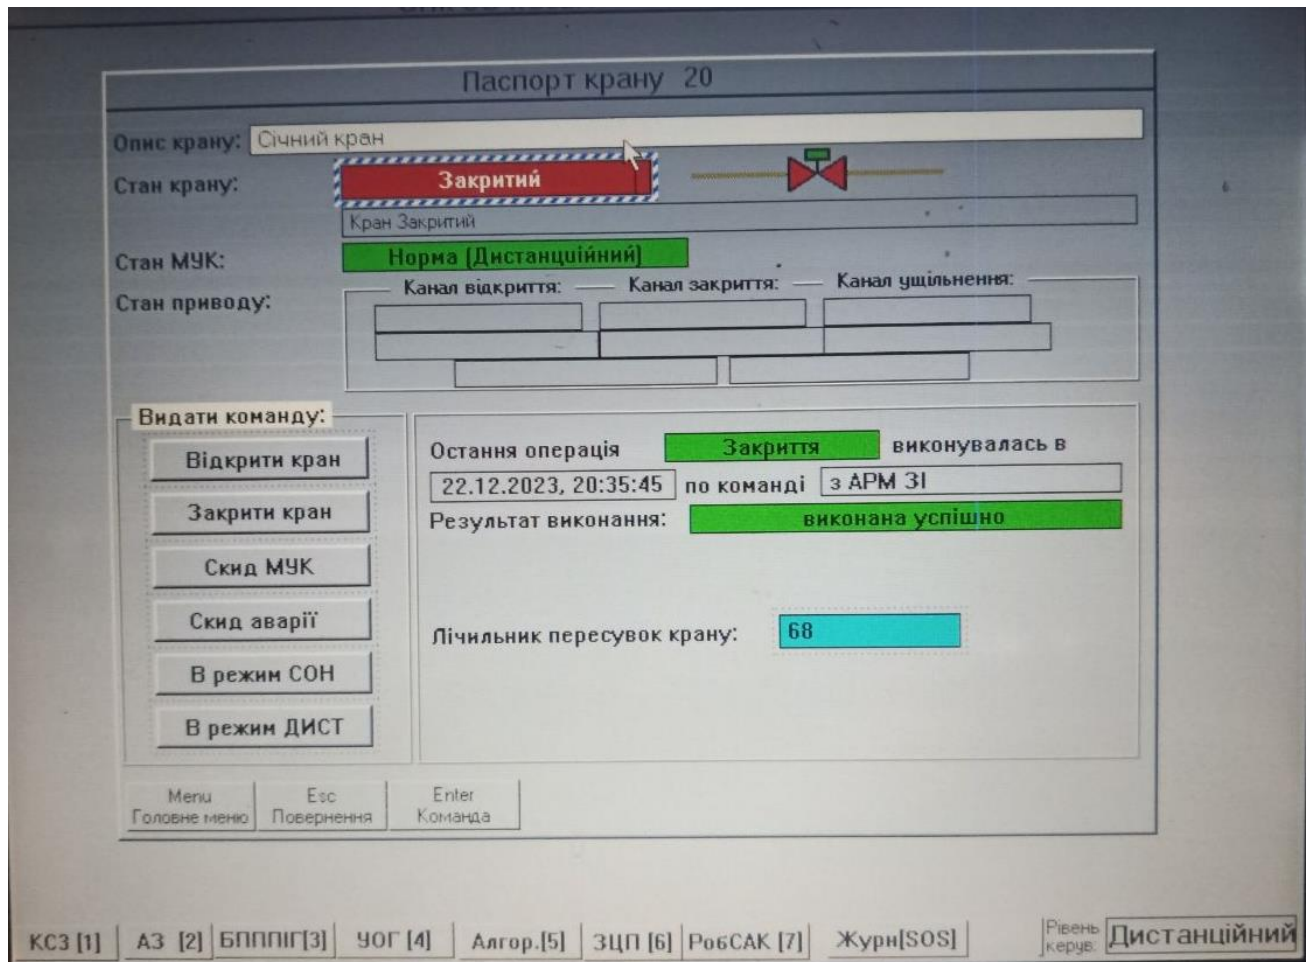 Паспорт крану 20
Опис крану: Січний кран
Стан крану: Закритий
Кран Закритий
Стан МУК: Норма (Дистанційний)
Стан приводу: Канал відкриття: Канал закриття: Канал ущільнення:
Видати команду:
Відкрити кран
Закрити кран
Скид МУК
Скид аварії
В режим СОН
В режим ДИСТ
Остання операція Закриття виконувалась в
22.12.2023, 20:35:45 по команді з АРМ ЗІ
Результат виконання: виконана успішно
Лічильник пересувок крану: 68
Menu
Головне меню
Esc
Повернення
Enter
Команда
КСЗ [1] АЗ [2] БПППІГ[3] УОГ [4] Алгор.[5] ЗЦП [6] РобСАК [7] Журн[SOS]
Рівень
керув:
Дистанційний